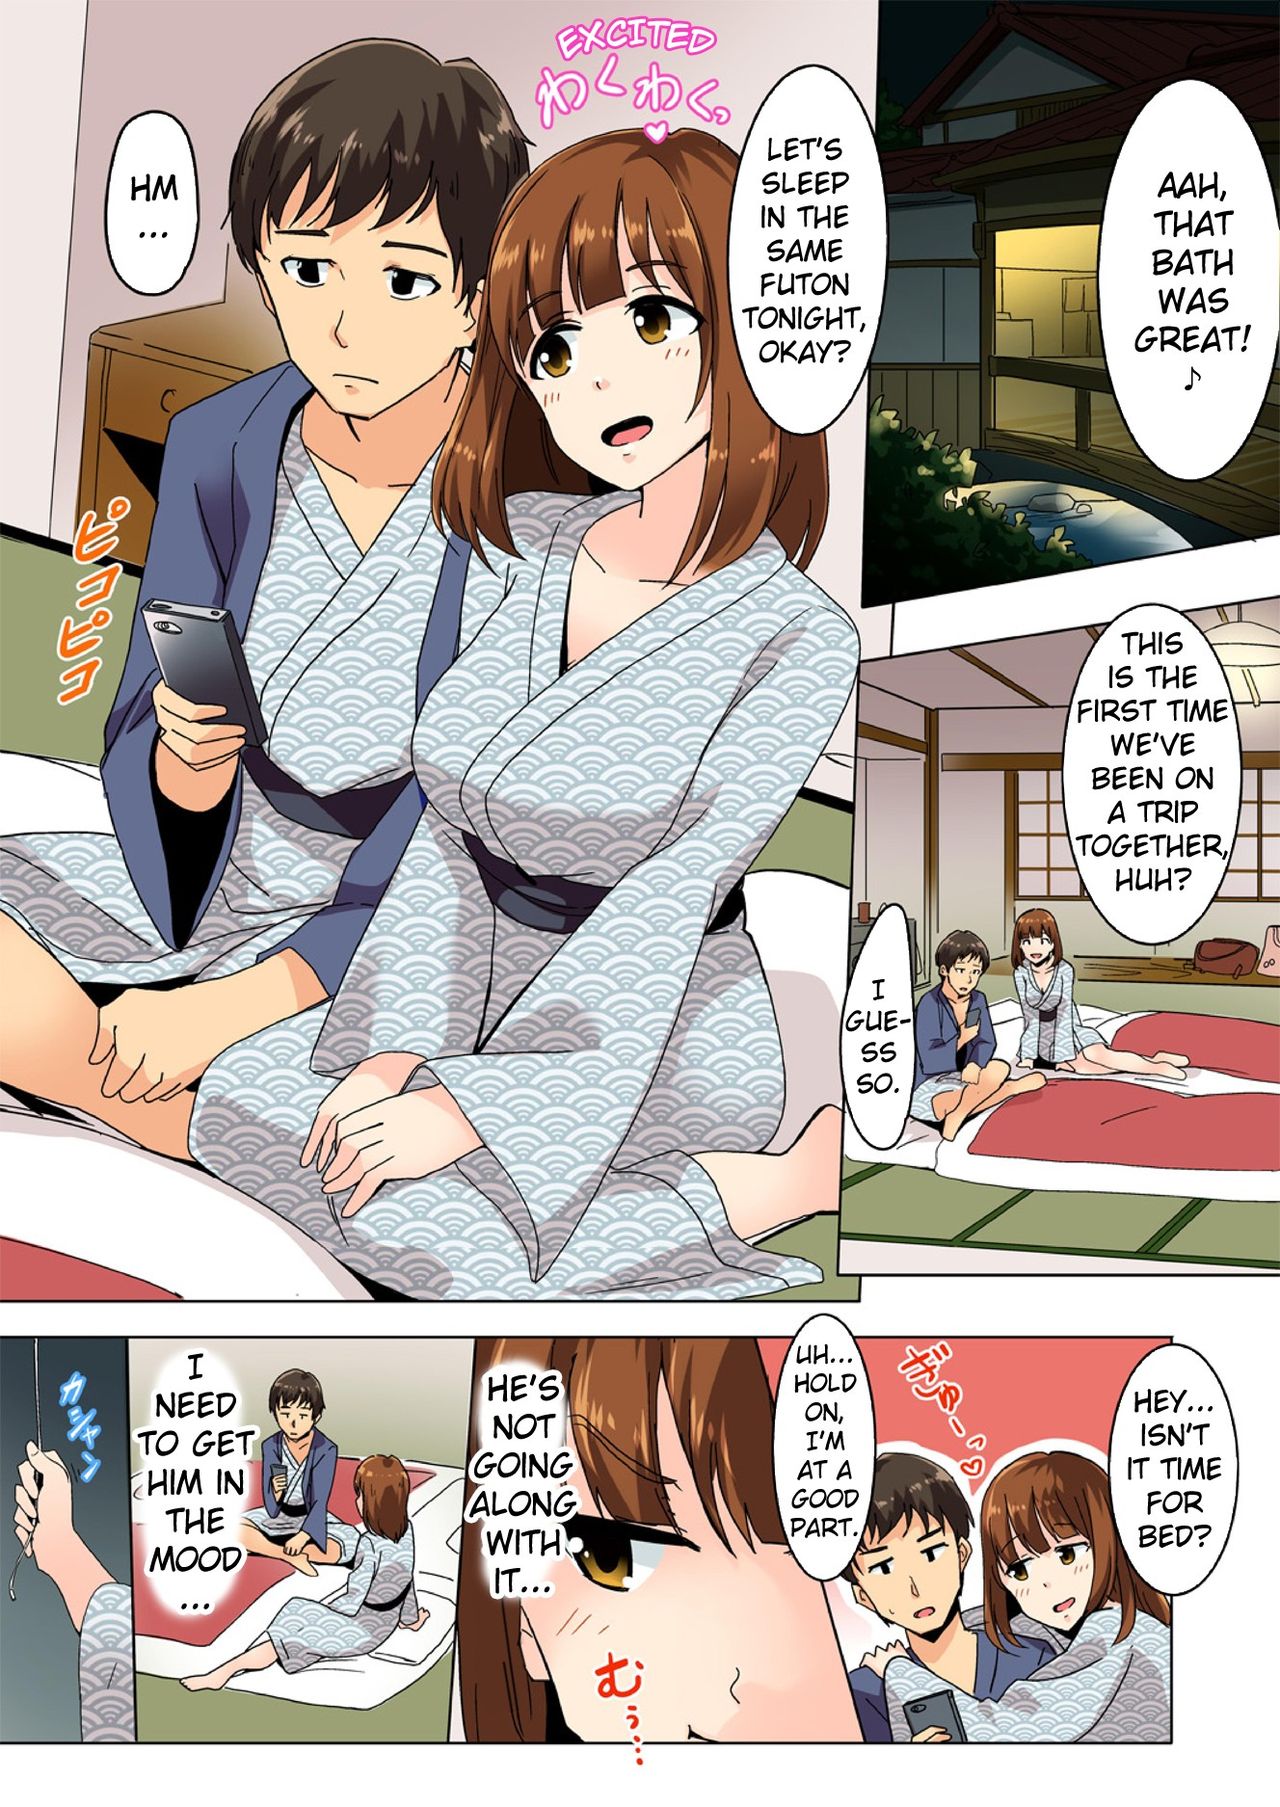 AAH,
THAT
BATH
WAS
GREAT!
♪
THIS
IS THE
FIRST TIME
WE'VE
BEEN ON
A TRIP
TOGETHER,
HUH?
I
GUE-
SS
SO.
EXCITED
わくわくっ
LET'S
SLEEP
IN THE
SAME
FUTON
TONIGHT,
OKAY?
HM
...
ピコピコ
HEY...
ISN'T
IT TIME
FOR
BED?
ぎゅーっ
UH...
HOLD
ON,
I'M
AT A
GOOD
PART.
HE'S
NOT
GOING
ALONG
WITH
IT...
むぅ…
I
NEED
TO GET
HIM IN
THE
MOOD
...
カシャン